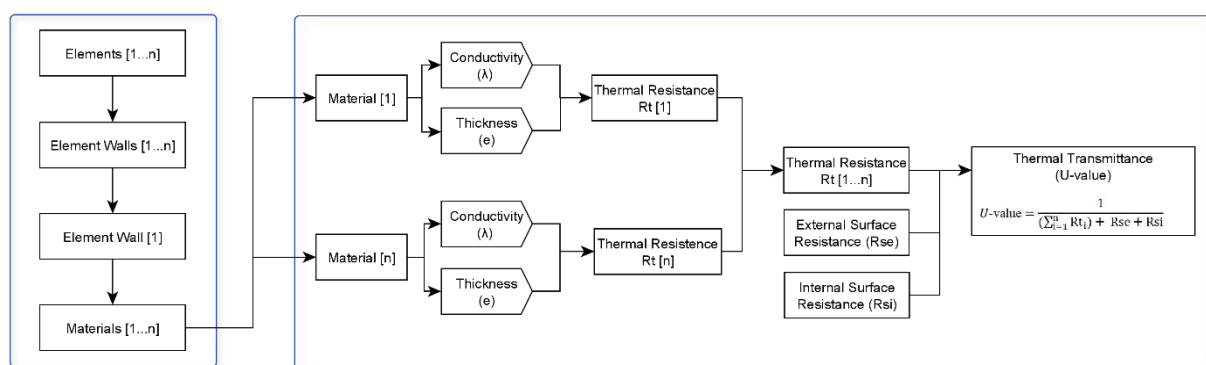 Elements [1...n]
Element Walls [1...n]
Element Wall [1]
Materials [1...n]
Material [1]
Conductivity
(λ)
Thickness
(e)
Thermal Resistance
Rt [1]
Material [n]
Conductivity
(λ)
Thickness
(e)
Thermal Resistence
Rt [n]
Thermal Resistance
Rt [1...n]
External Surface
Resistance (Rse)
Internal Surface
Resistance (Rsi)
Thermal Transmittance
(U-value)
U-value = 1 / ((∑ⁿᵢ₌₁ Rtᵢ) + Rse + Rsi)